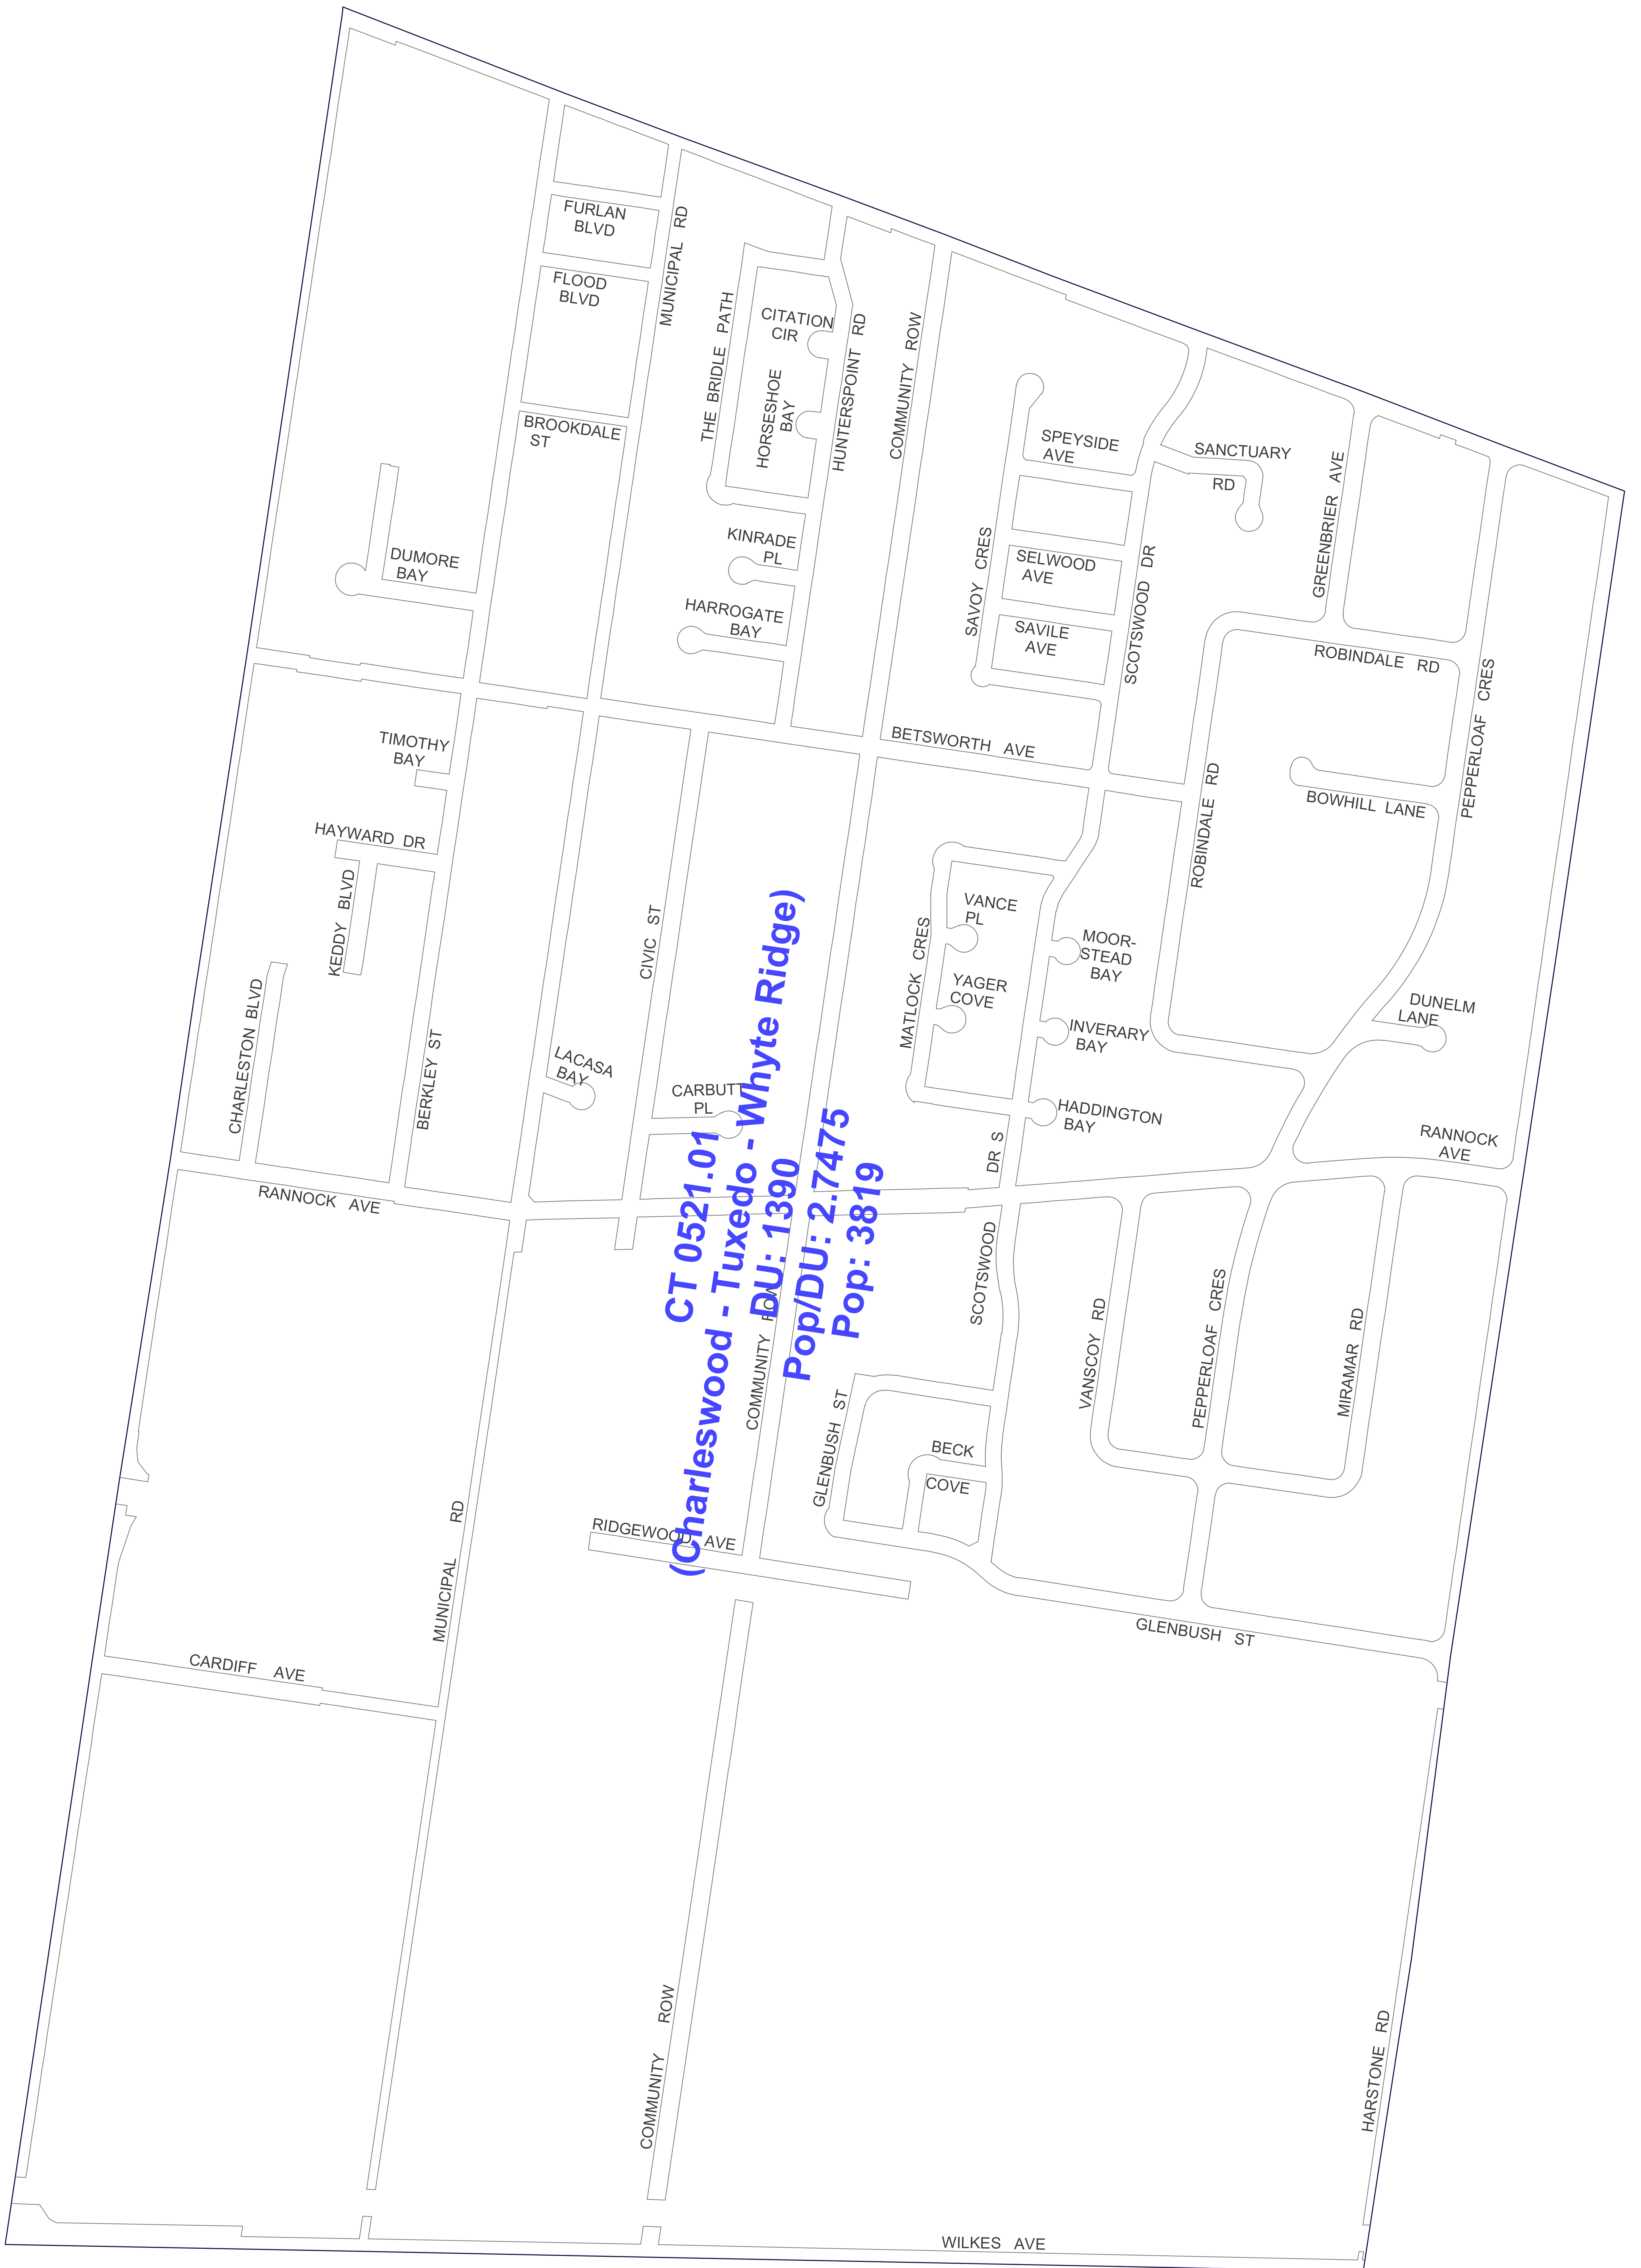 FURLAN
BLVD
FLOOD
BLVD
MUNICIPAL RD
THE BRIDLE PATH
CITATION
CIR
HORSESHOE
BAY
HUNTERSPOINT RD
COMMUNITY ROW
BROOKDALE
ST
SPEYSIDE
AVE
SANCTUARY
RD
GREENBRIER AVE
DUMORE
BAY
KINRADE
PL
HARROGATE
BAY
SAVOY CRES
SELWOOD
AVE
SAVILE
AVE
SCOTSWOOD DR
ROBINDALE RD
PEPPERLOAF CRES
TIMOTHY
BAY
BETSWORTH AVE
HAYWARD DR
KEDDY BLVD
ROBINDALE RD
BOWHILL LANE
CHARLESTON BLVD
BERKLEY ST
CIVIC ST
LACASA
BAY
CARBUTT
PL
MATLOCK CRES
VANCE
PL
YAGER
COVE
MOOR-
STEAD
BAY
INVERARY
BAY
HADDINGTON
BAY
DUNELM
LANE
RANNOCK
AVE
DR S
RANNOCK AVE
CT 0521.01
(Charleswood - Tuxedo - Whyte Ridge)
DU: 1390
Pop/DU: 2.7475
Pop: 3819
COMMUNITY ROW
SCOTSWOOD
VANSCOY RD
PEPPERLOAF CRES
MIRAMAR RD
GLENBUSH ST
BECK
COVE
MUNICIPAL RD
RIDGEWOOD AVE
GLENBUSH ST
CARDIFF AVE
COMMUNITY ROW
HARSTONE RD
WILKES AVE